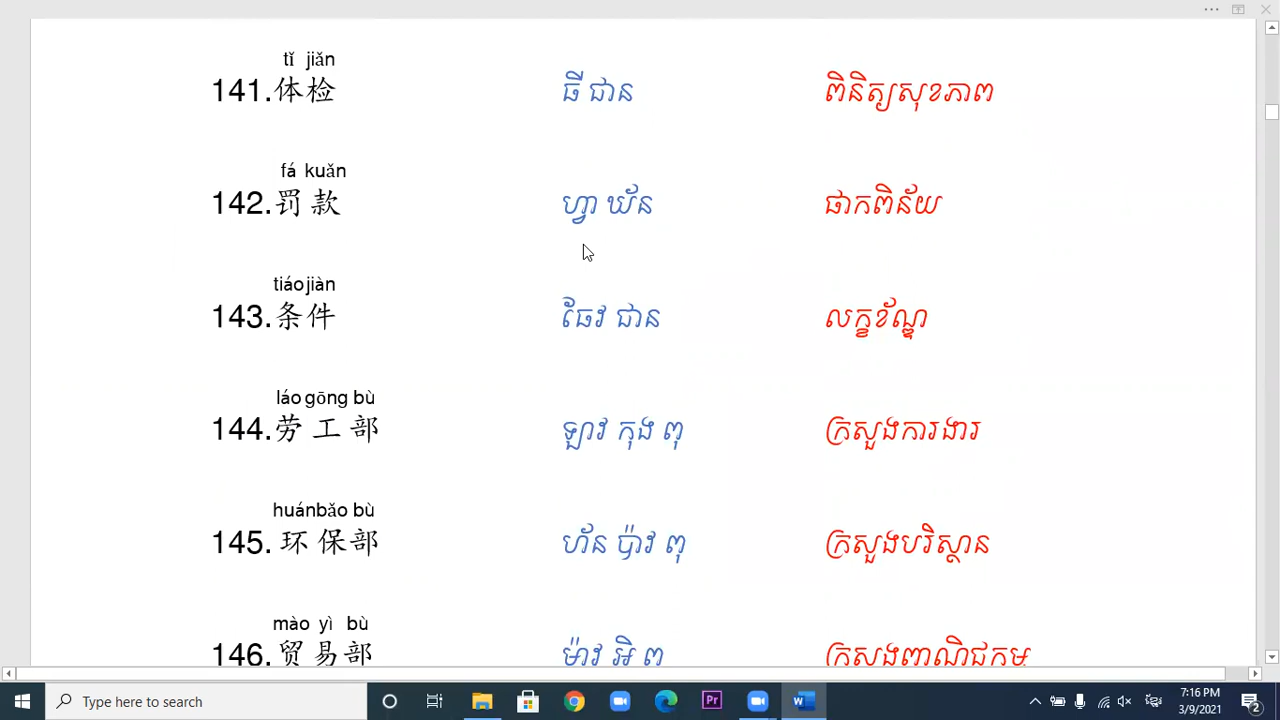 tǐ jiǎn
141.体检 ធី ជាន ពិនិត្យសុខភាព
fá kuǎn
142.罚款 ហ្វា ឃ័ន ផាកពិន័យ
tiáojiàn
143.条件 ធែវ ជាន លក្ខខ័ណ្ឌ
láo gōng bù
144.劳工部 ឡាវ កុង ពុ ក្រសួងការងារ
huánbǎo bù
145.环保部 ហ័ន ប៉ាវ ពុ ក្រសួងបរិស្ថាន
mào yì bù
146.贸易部 ម៉ាវ អិ ពុ ក្រសួងពាណិជ្ជកម្ម
Type here to search
Pr
W
7:16 PM
3/9/2021
2